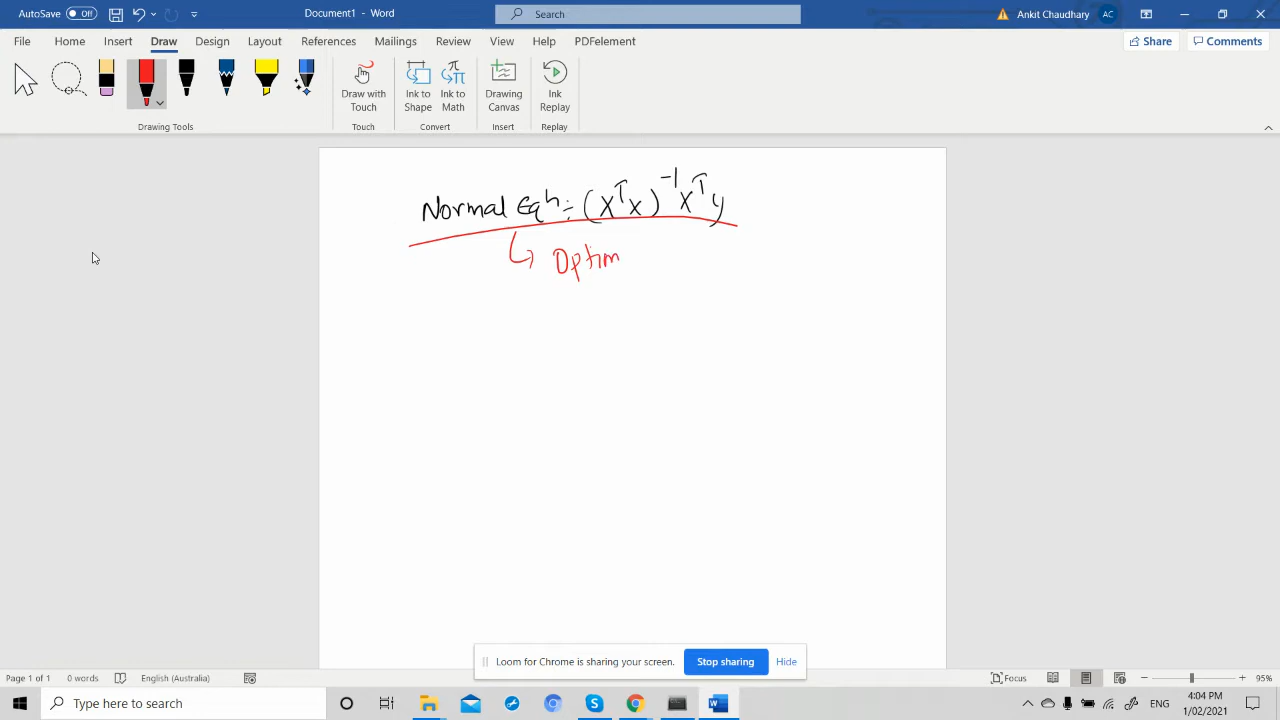 AutoSave Off Document1 - Word Search Ankit Chaudhary AC
File Home Insert Draw Design Layout References Mailings Review View Help PDFelement Share Comments
Draw with Touch
Ink to Shape
Ink to Math
Drawing Canvas
Ink Replay
Drawing Tools Touch Convert Insert Replay
Normal Eqⁿ÷ (XᵀX)⁻¹Xᵀy
Optim
Loom for Chrome is sharing your screen. Stop sharing Hide
Page 1 of 1 0 words English (Australia) Focus 95%
Type here to search ENG 4:04 PM
1/02/2021